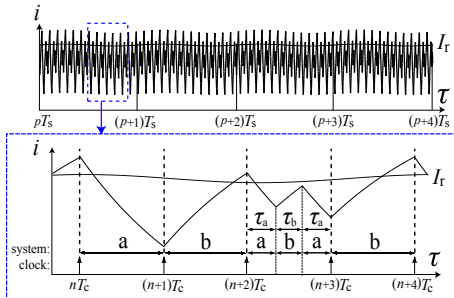 i
I_r
τ
pT_s
(p+1)T_s
(p+2)T_s
(p+3)T_s
(p+4)T_s
i
I_r
τ_a τ_b τ_a
system: a b a b a b τ
clock:
nT_c
(n+1)T_c
(n+2)T_c
(n+3)T_c
(n+4)T_c